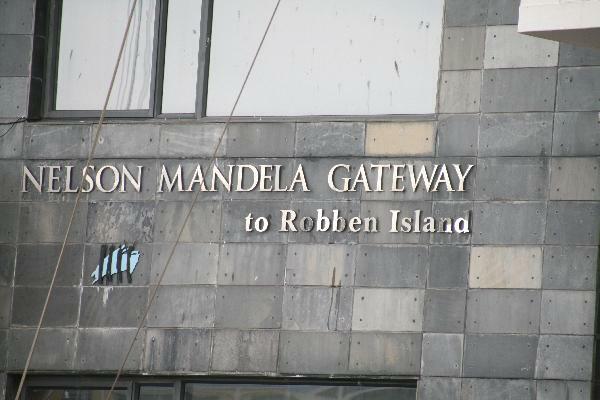 NELSON MANDELA GATEWAY
to Robben Island